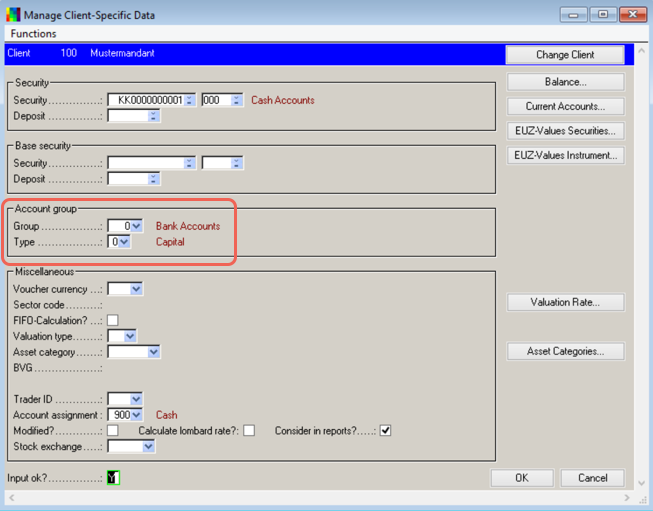 Manage Client-Specific Data
Functions
Client 100 Mustermandant Change Client
Security
Security..............: KK0000000001 000 Cash Accounts
Deposit ..............:
Balance...
Current Accounts...
EUZ-Values Securities...
EUZ-Values Instrument...
Base security
Security..............:
Deposit ..............:
Account group
Group .................: 0 Bank Accounts
Type ..................: 0 Capital
Miscellaneous
Voucher currency ...:
Sector code.........:
FIFO-Calculation? ...:
Valuation type.......:
Asset category.......:
BVG ...................:
Valuation Rate...
Asset Categories...
Trader ID ............:
Account assignment : 900 Cash
Modified?............: Calculate lombard rate?: Consider in reports?.....:
Stock exchange.....:
Input ok?..............: Y OK Cancel